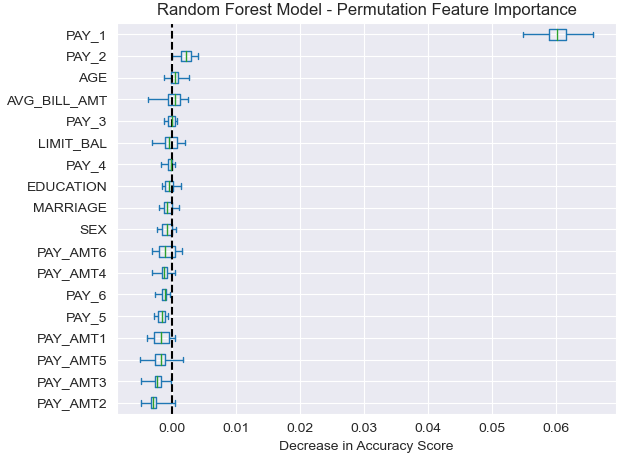 Random Forest Model - Permutation Feature Importance
PAY_1
PAY_2
AGE
AVG_BILL_AMT
PAY_3
LIMIT_BAL
PAY_4
EDUCATION
MARRIAGE
SEX
PAY_AMT6
PAY_AMT4
PAY_6
PAY_5
PAY_AMT1
PAY_AMT5
PAY_AMT3
PAY_AMT2
0.00 0.01 0.02 0.03 0.04 0.05 0.06
Decrease in Accuracy Score